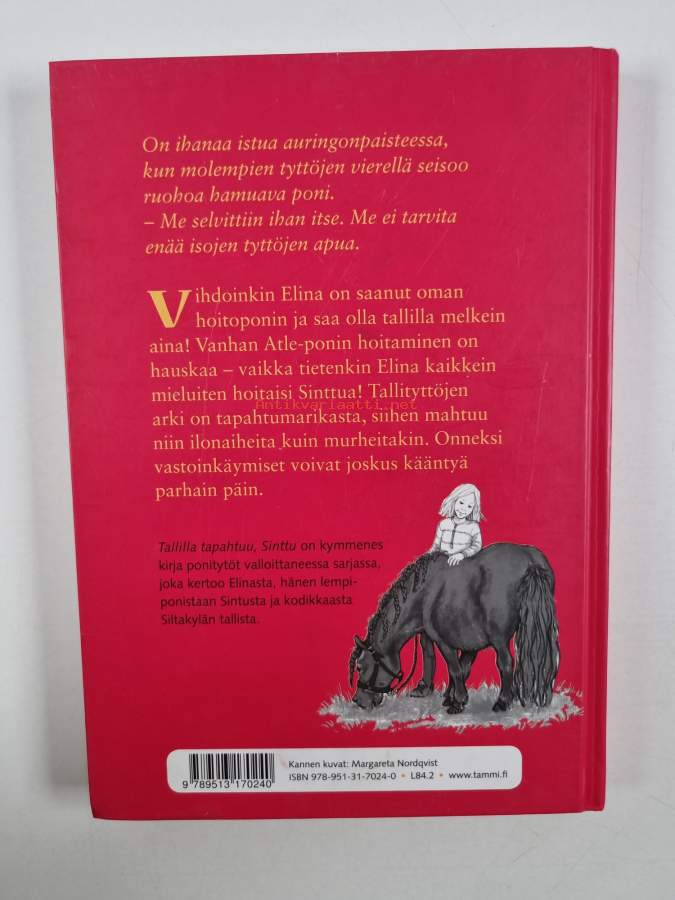 On ihanaa istua auringonpaisteessa,
kun molempien tyttöjen vierellä seisoo
ruohoa hamuava poni.
– Me selvittiin ihan itse. Me ei tarvita
enää isojen tyttöjen apua.
Vihdoinkin Elina on saanut oman
hoitoponin ja saa olla tallilla melkein
aina! Vanhan Atle-ponin hoitaminen on
hauskaa – vaikka tietenkin Elina kaikkein
mieluiten hoitaisi Sinttua! Tallityttöjen
arki on tapahtumarikasta, siihen mahtuu
Antikvariaatti.net
niin ilonaiheita kuin murheitakin. Onneksi
vastoinkäymiset voivat joskus kääntyä
parhain päin.
Tallilla tapahtuu, Sinttu on kymmenes
kirja ponitytöt valloittaneessa sarjassa,
joka kertoo Elinasta, hänen lempi-
ponistaan Sintusta ja kodikkaasta
Siltakylän tallista.
Kannen kuvat: Margareta Nordqvist
ISBN 978-951-31-7024-0 • L84.2 • www.tammi.fi
9 789513 170240